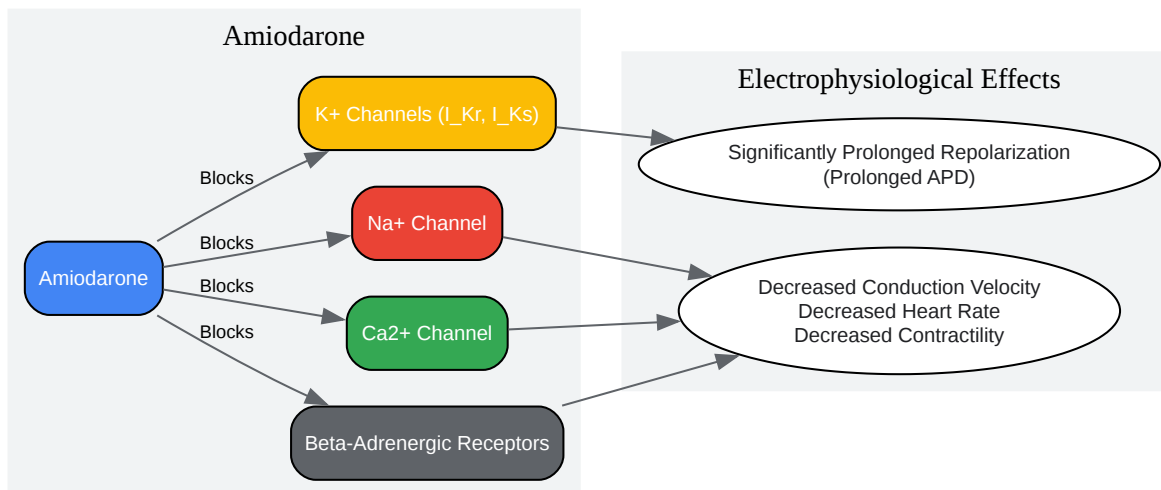 Amiodarone
Electrophysiological Effects
K+ Channels (I_Kr, I_Ks)
Significantly Prolonged Repolarization
(Prolonged APD)
Blocks
Na+ Channel
Blocks
Amiodarone
Blocks
Decreased Conduction Velocity
Decreased Heart Rate
Decreased Contractility
Ca2+ Channel
Blocks
Beta-Adrenergic Receptors